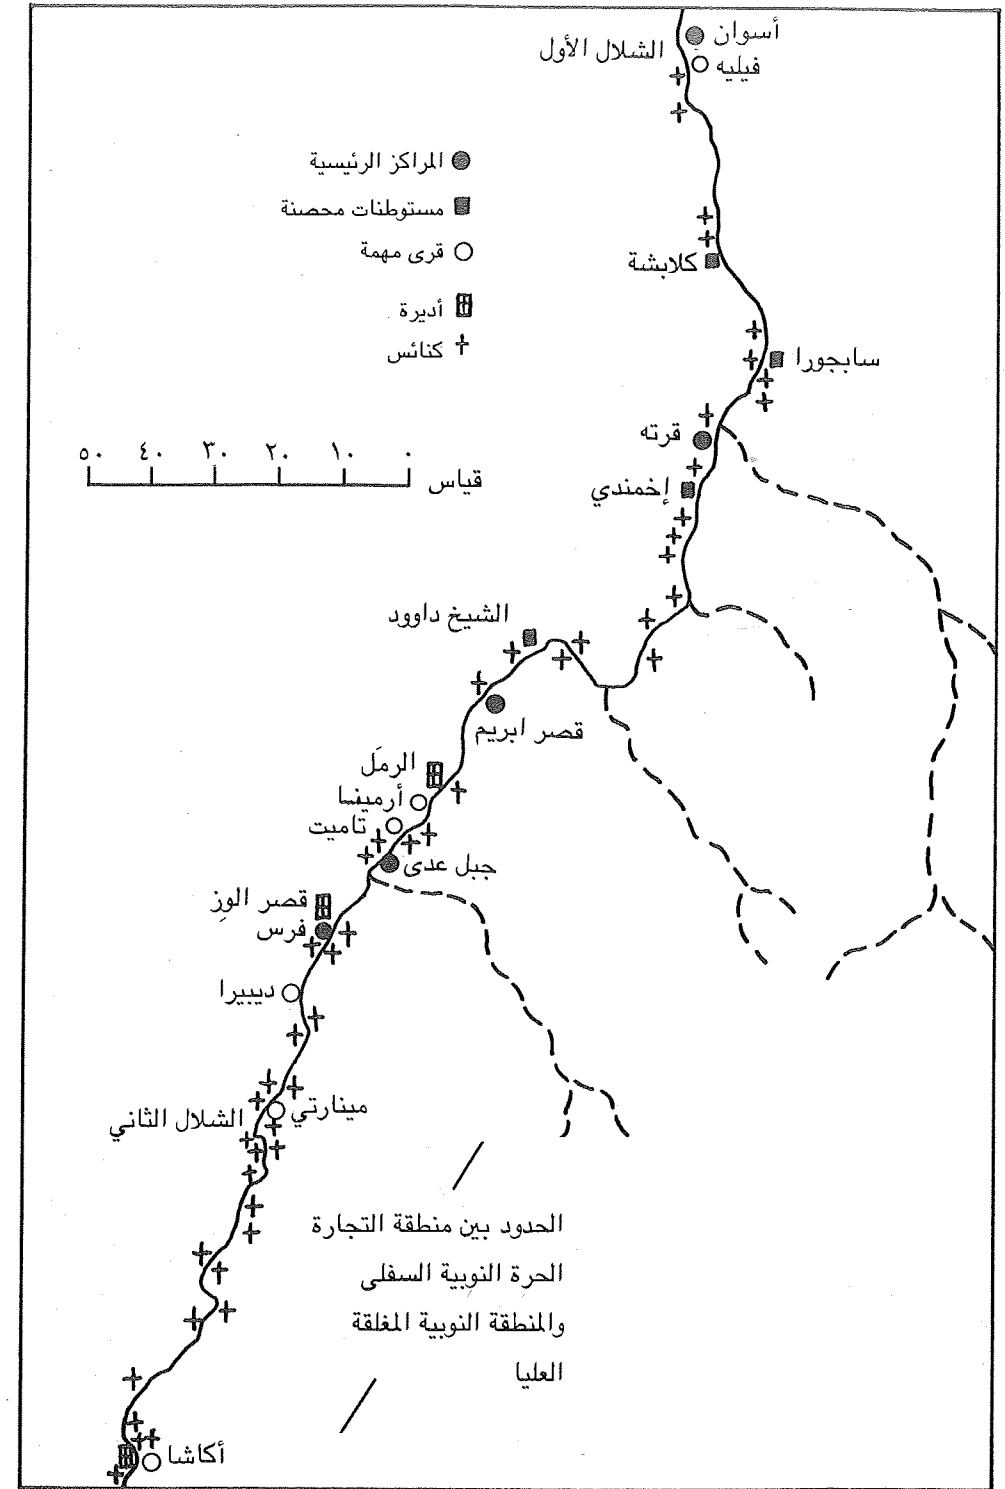 أسوان
الشلال الأول
فيليه
المراكز الرئيسية
مستوطنات محصنة
قرى مهمة
أديرة
كنائس
كلابشة
سابجورا
قرته
٥٠ ٤٠ ٣٠ ٢٠ ١٠ ٠
قياس
إخمندي
الشيخ داوود
قصر ابريم
الرمَل
أرمينا
تاميت
جبل عدى
قصر الوِز
فرس
ديبيرا
مينارتي
الشلال الثاني
الحدود بين منطقة التجارة
الحرة النوبية السفلى
والمنطقة النوبية المغلقة
العليا
أكاشا